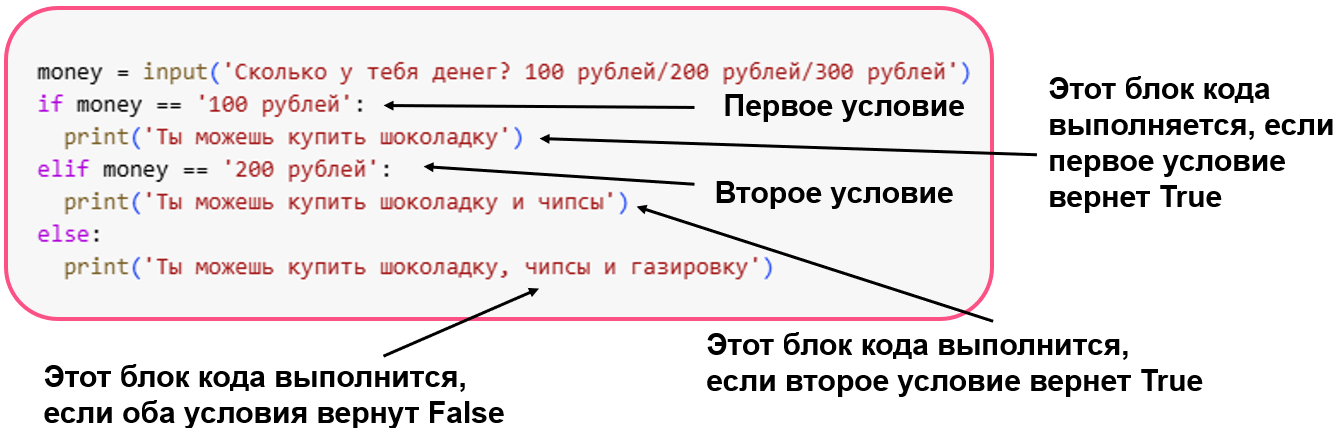 money = input('Сколько у тебя денег? 100 рублей/200 рублей/300 рублей')
if money == '100 рублей':
print('Ты можешь купить шоколадку')
elif money == '200 рублей':
print('Ты можешь купить шоколадку и чипсы')
else:
print('Ты можешь купить шоколадку, чипсы и газировку')
Первое условие
Второе условие
Этот блок кода
выполняется, если
первое условие
вернет True
Этот блок кода выполнится,
если второе условие вернет True
Этот блок кода выполнится,
если оба условия вернут False